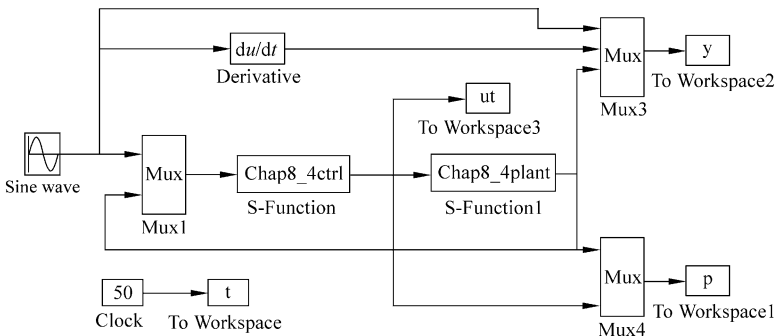 du/dt
Derivative
Mux
Mux3
y
To Workspace2
ut
To Workspace3
Sine wave
Mux
Mux1
Chap8_4ctrl
S-Function
Chap8_4plant
S-Function1
50
Clock
t
To Workspace
Mux
Mux4
p
To Workspace1